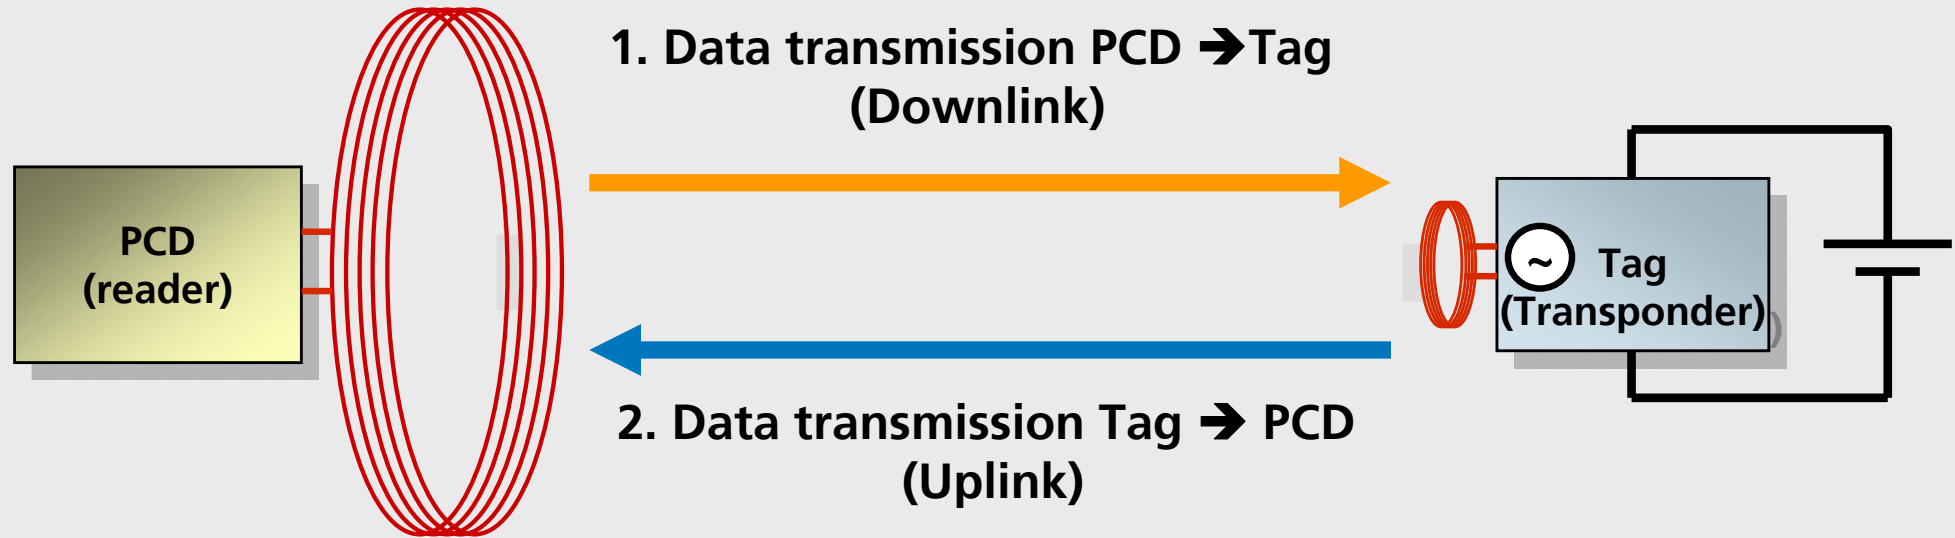 1. Data transmission PCD ➔Tag
(Downlink)
PCD
(reader)
~
Tag
(Transponder)
2. Data transmission Tag ➔ PCD
(Uplink)